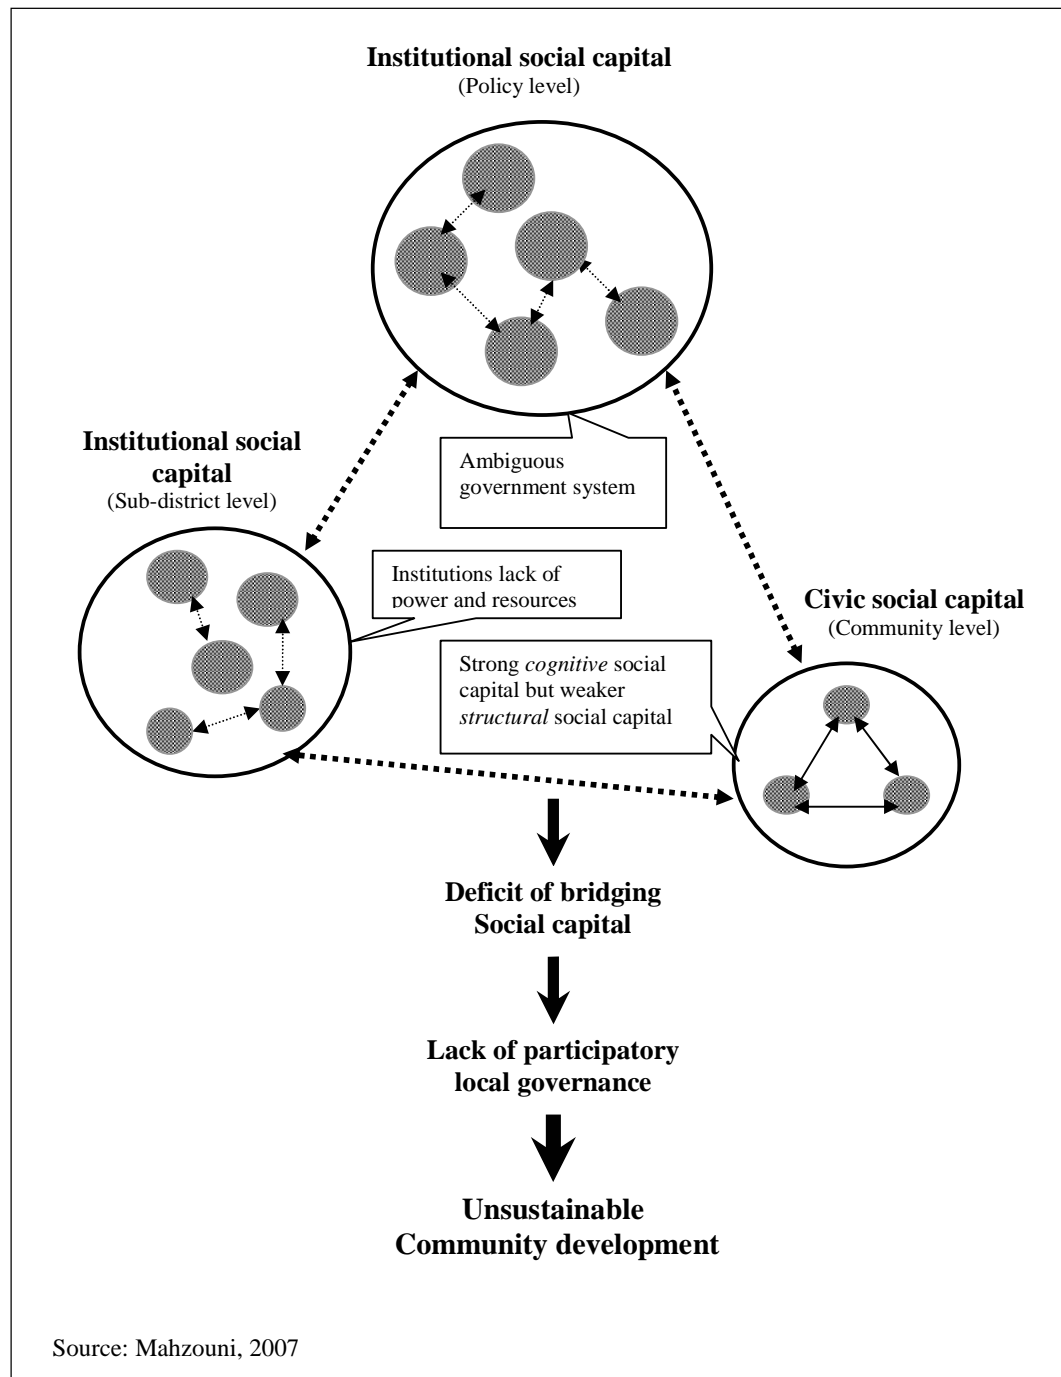 Institutional social capital
(Policy level)
Ambiguous
government system
Institutional social
capital
(Sub-district level)
Institutions lack of
power and resources
Civic social capital
(Community level)
Strong cognitive social
capital but weaker
structural social capital
Deficit of bridging
Social capital
Lack of participatory
local governance
Unsustainable
Community development
Source: Mahzouni, 2007